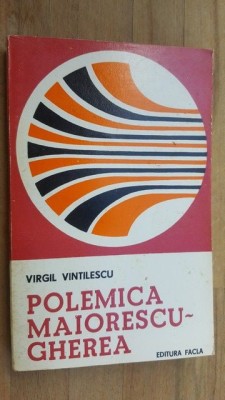 VIRGIL VINTILESCU
POLEMICA
MAIORESCU-
GHEREA
EDITURA FACLA